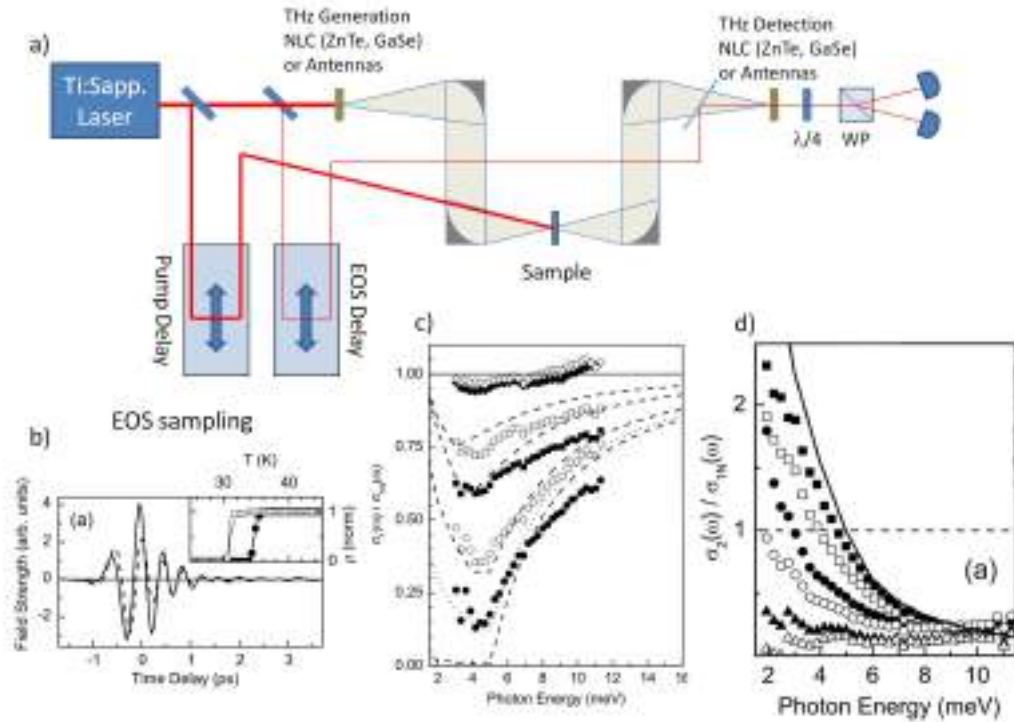 a)
THz Generation
NLC (ZnTe, GaSe)
or Antennas
THz Detection
NLC (ZnTe, GaSe)
or Antennas
Ti:Sapp.
Laser
λ/4
WP
Sample
Pump Delay
EOS Delay
EOS sampling
b)
T (K)
30
40
(a)
1
0
Field Strength (arb. units)
4
2
0
-2
-1
0
1
2
3
Time Delay (ps)
c)
1.00
0.75
0.50
0.25
0.00
2
4
6
8
10
12
14
16
Photon Energy (meV)
d)
σ₂(ω) / σ₁N(ω)
2
1
(a)
2
4
6
8
10
Photon Energy (meV)